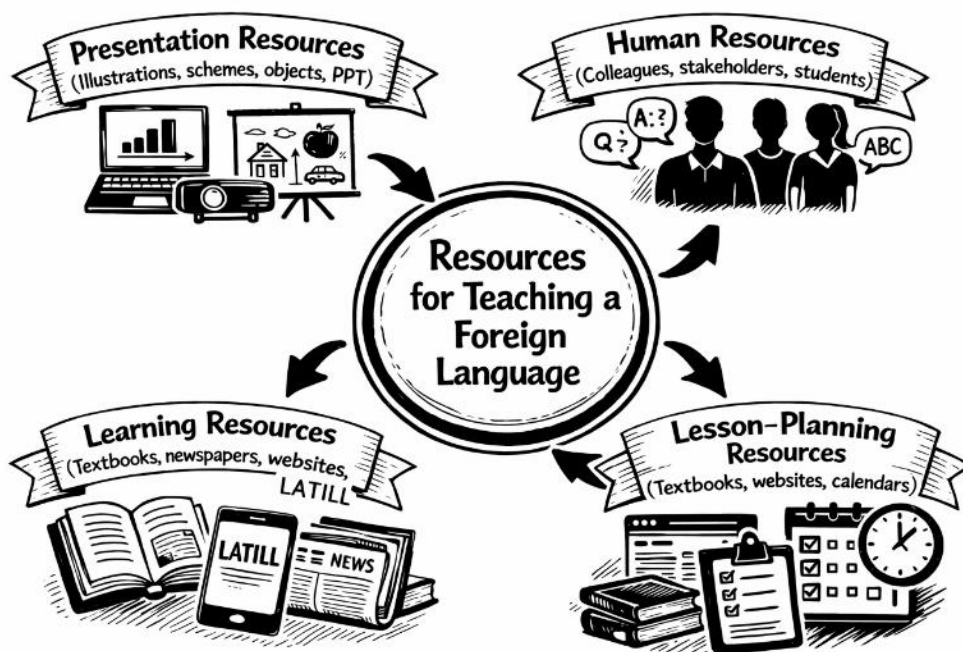 Presentation Resources
(Illustrations, schemes, objects, PPT)
Human Resources
(Colleagues, stakeholders, students)
Q ?
A:?
ABC
Resources
for Teaching a
Foreign
Language
Learning Resources
(Textbooks, newspapers, websites,
LATILL
LATILL
NEWS
Lesson-Planning
Resources
(Textbooks, websites, calendars)